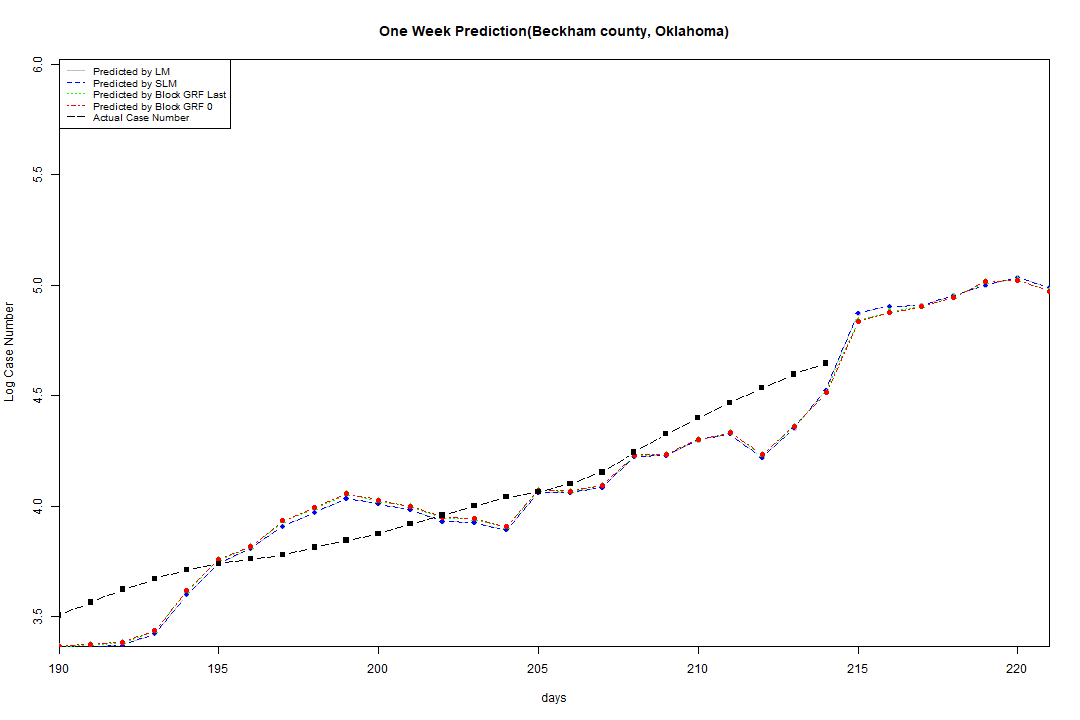 One Week Prediction(Beckham county, Oklahoma)
6.0
Predicted by LM
Predicted by SLM
Predicted by Block GRF Last
Predicted by Block GRF 0
Actual Case Number
5.5
5.0
Log Case Number
4.5
4.0
3.5
190 195 200 205 210 215 220
days